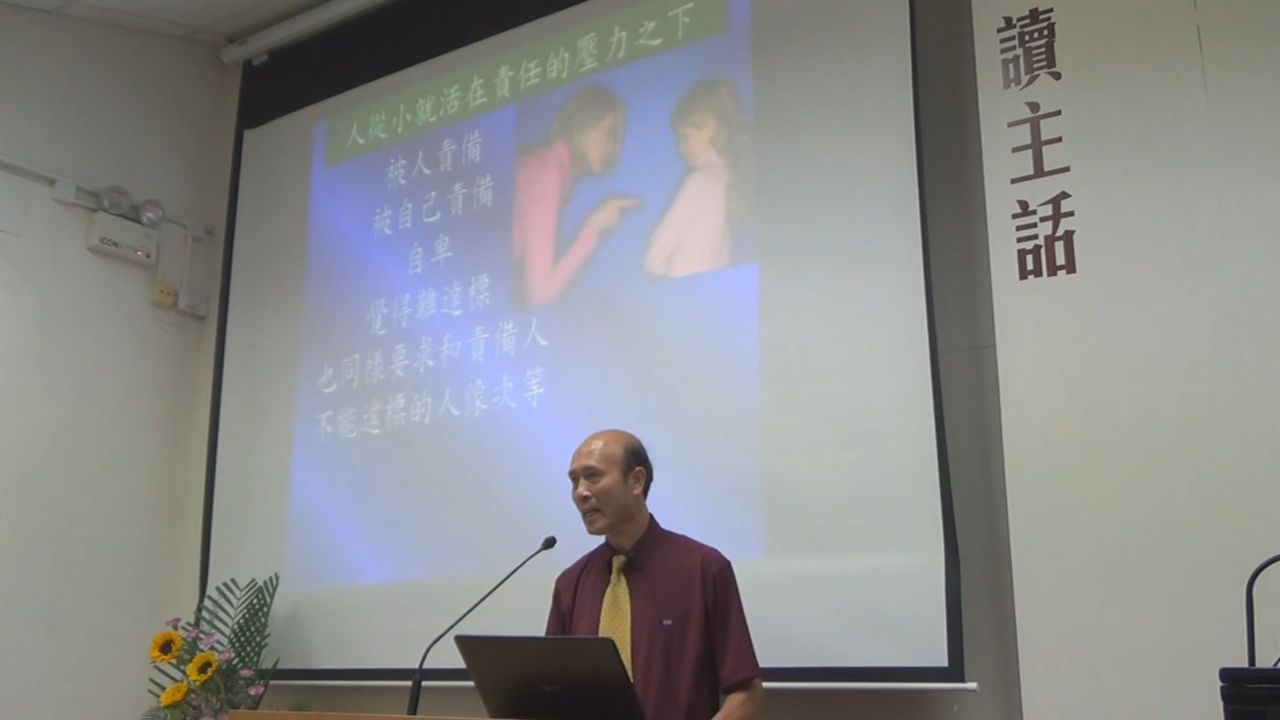 人從小就活在責任的壓力之下
被人責備
被自己責備
自卑
覺得難達標
也同樣要求和責備人
不能達標的人像次等
讀主話